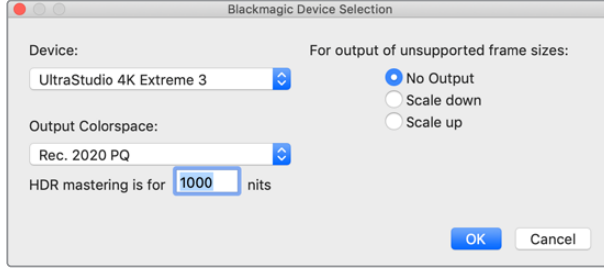 Blackmagic Device Selection
Device:
UltraStudio 4K Extreme 3
Output Colorspace:
Rec. 2020 PQ
HDR mastering is for 1000 nits
For output of unsupported frame sizes:
No Output
Scale down
Scale up
OK
Cancel